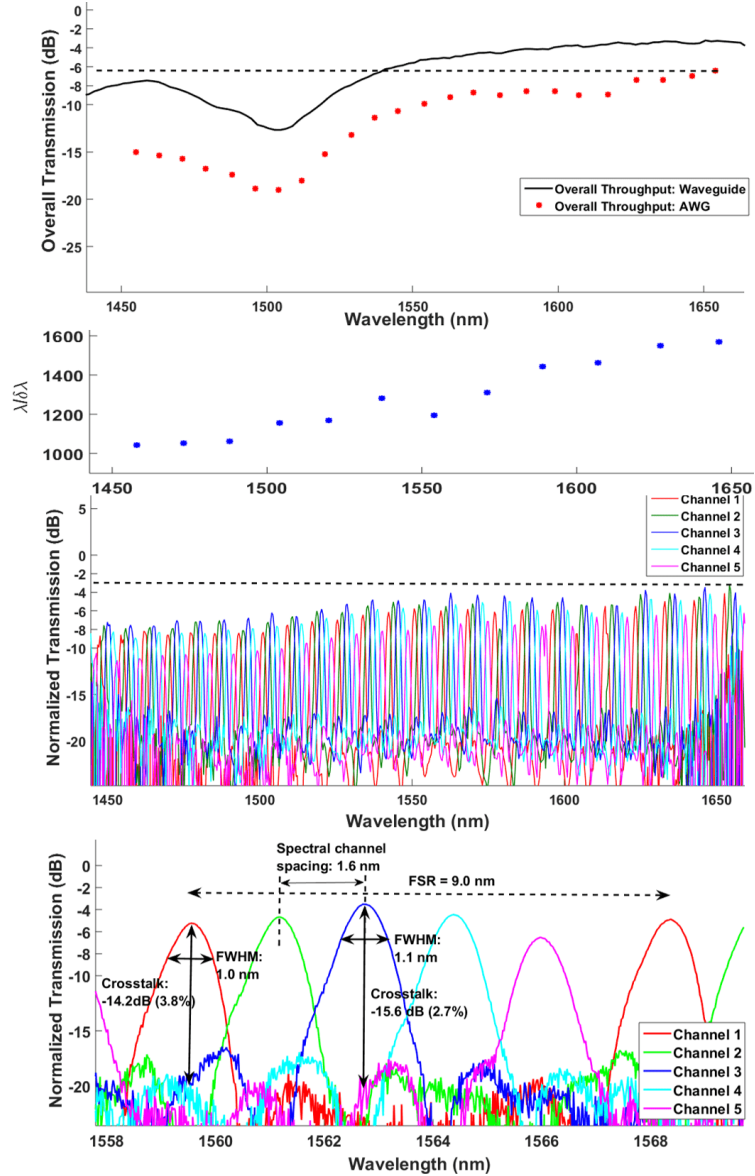 0
-2
-4
-6
-8
-10
-15
-20
-25
Overall Transmission (dB)
Overall Throughput: Waveguide
Overall Throughput: AWG
1450
1500
1550
1600
1650
Wavelength (nm)
1600
1400
1200
1000
λ/δλ
1450
1500
1550
1600
1650
5
0
-2
-4
-6
-8
-10
-15
-20
Normalized Transmission (dB)
Channel 1
Channel 2
Channel 3
Channel 4
Channel 5
1450
1500
1550
1600
1650
Wavelength (nm)
0
-2
-4
-6
-8
-10
-15
-20
Normalized Transmission (dB)
Spectral channel
spacing: 1.6 nm
FSR = 9.0 nm
FWHM:
1.0 nm
FWHM:
1.1 nm
Crosstalk:
-14.2dB (3.8%)
Crosstalk:
-15.6 dB (2.7%)
Channel 1
Channel 2
Channel 3
Channel 4
Channel 5
1558
1560
1562
1564
1566
1568
Wavelength (nm)